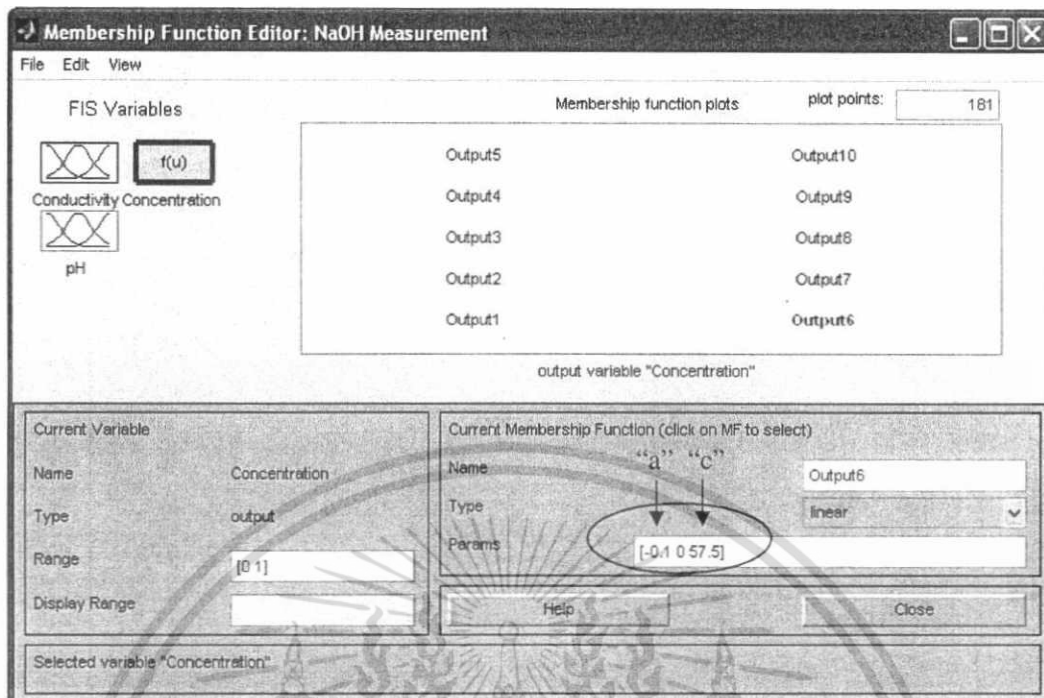 Membership Function Editor: NaOH Measurement
File Edit View
FIS Variables
Membership function plots
plot points:
181
f(u)
Conductivity Concentration
pH
Output5
Output4
Output3
Output2
Output1
Output10
Output9
Output8
Output7
Output6
output variable "Concentration"
Current Variable
Name Concentration
Type output
Range [0 1]
Display Range
Current Membership Function (click on MF to select)
"a" "c"
Name Output6
Type linear
Params [-0.1 0 57.5]
Help Close
Selected variable "Concentration"